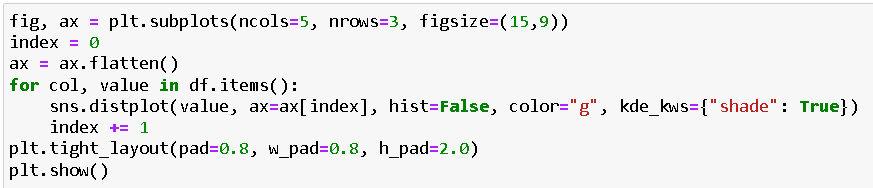 fig, ax = plt.subplots(ncols=5, nrows=3, figsize=(15,9))
index = 0
ax = ax.flatten()
for col, value in df.items():
    sns.distplot(value, ax=ax[index], hist=False, color="g", kde_kws={"shade": True})
    index += 1
plt.tight_layout(pad=0.8, w_pad=0.8, h_pad=2.0)
plt.show()